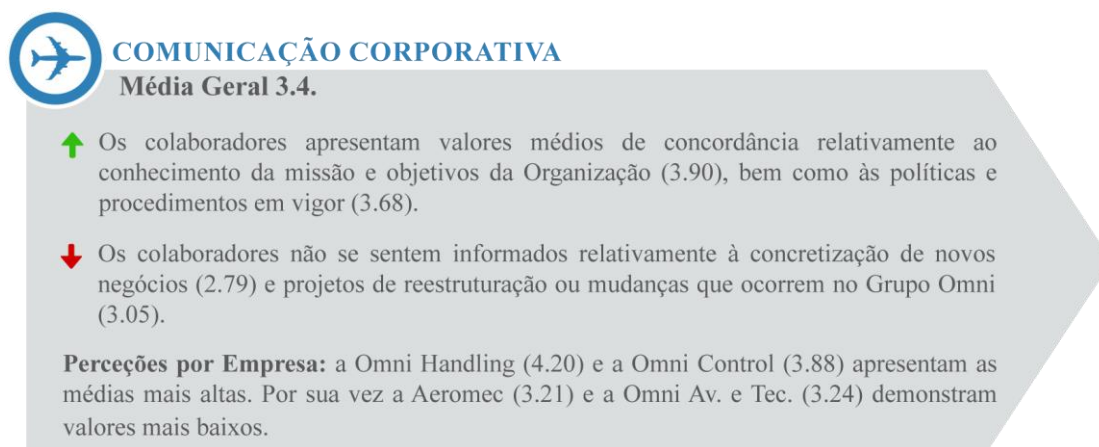 COMUNICAÇÃO CORPORATIVA
Média Geral 3.4.
Os colaboradores apresentam valores médios de concordância relativamente ao
conhecimento da missão e objetivos da Organização (3.90), bem como às políticas e
procedimentos em vigor (3.68).
Os colaboradores não se sentem informados relativamente à concretização de novos
negócios (2.79) e projetos de reestruturação ou mudanças que ocorrem no Grupo Omni
(3.05).
Perceções por Empresa: a Omni Handling (4.20) e a Omni Control (3.88) apresentam as
médias mais altas. Por sua vez a Aeromec (3.21) e a Omni Av. e Tec. (3.24) demonstram
valores mais baixos.